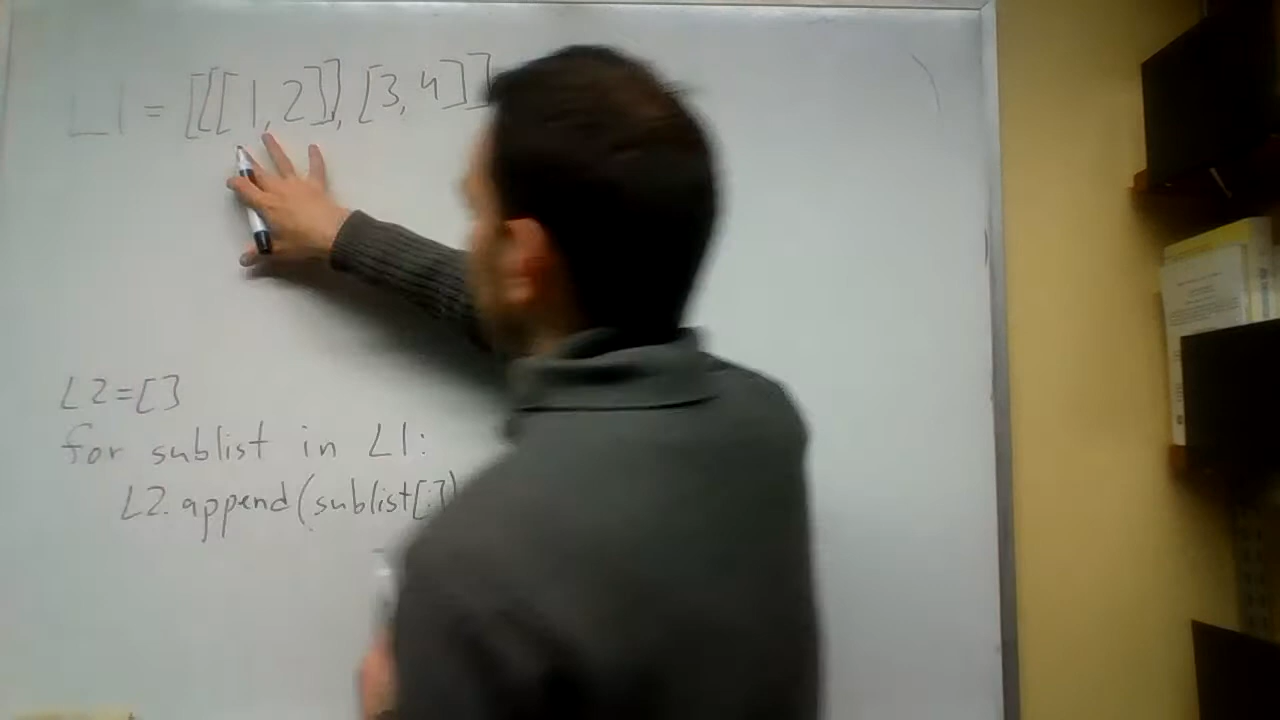 L1 = [[[1,2]],[3,4]]
L2=[]
for sublist in L1:
L2.append(sublist[:])